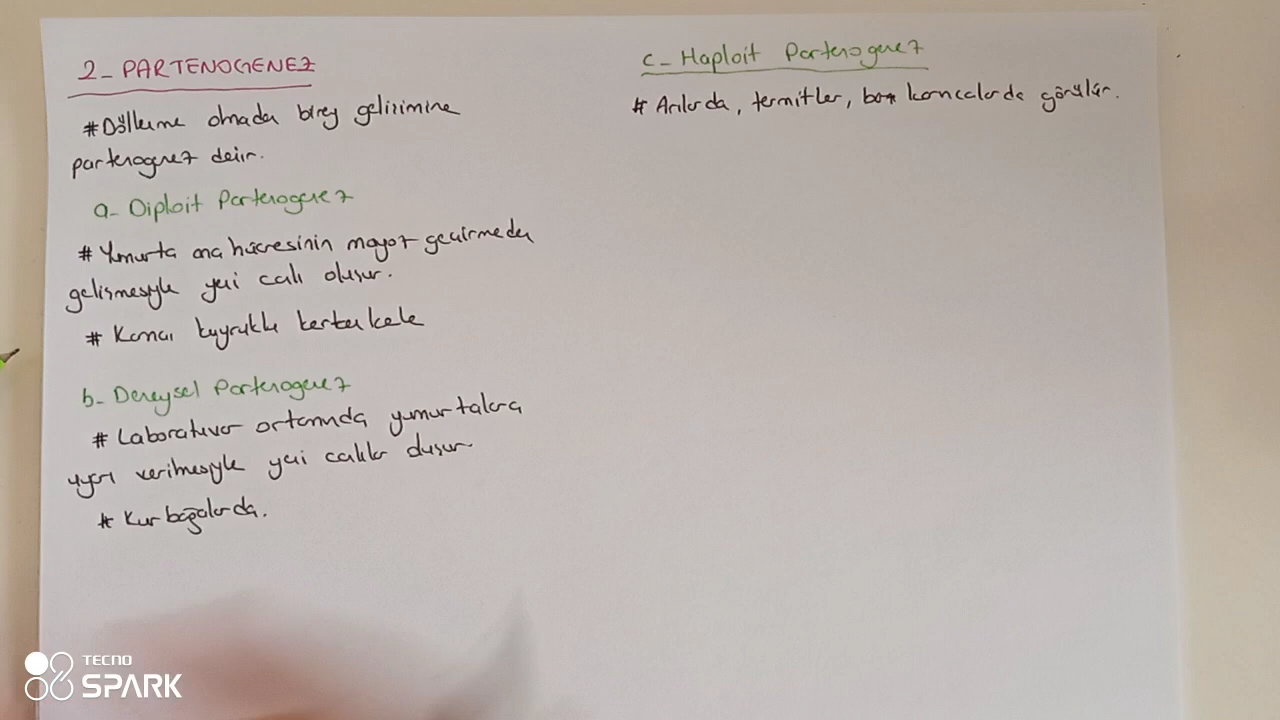 2_ PARTENOGENEZ
# Döllenme olmadan birey gelişimine
partenogenez denir.
a- Diploit Partenogenez
# Yumurta ana hücresinin mayoz geçirmeden
gelişmesiyle yeni canlı oluşur.
# Kamçı kuyruklu kertenkele
b- Deneysel Partenogenez
# Laboratuvar ortamında yumurtalara
uyarı verilmesiyle yeni canlılar oluşur.
# Kurbağalarda.
c- Haploit Partenogenez
# Arılarda, termitler, karıncalarda görülür.
TECNO
SPARK